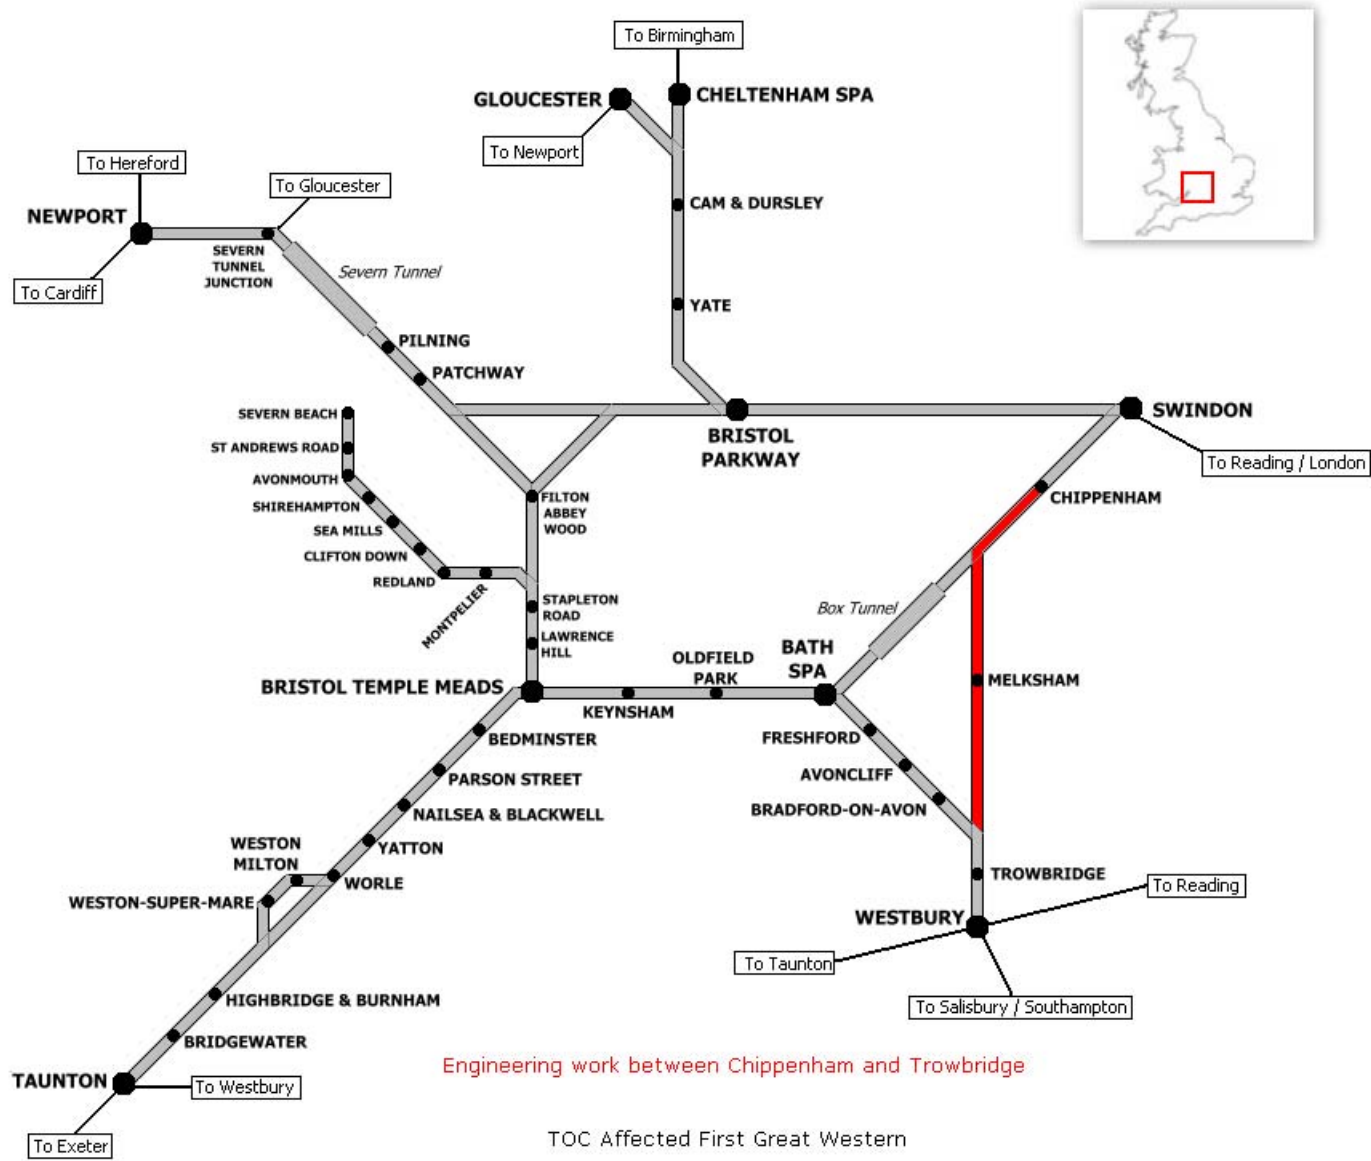 To Birmingham
GLOUCESTER
CHELTENHAM SPA
To Newport
To Hereford
To Gloucester
NEWPORT
CAM & DURSLEY
SEVERN
TUNNEL
JUNCTION
Severn Tunnel
To Cardiff
YATE
PILNING
PATCHWAY
SEVERN BEACH
ST ANDREWS ROAD
AVONMOUTH
SHIREHAMPTON
SEA MILLS
CLIFTON DOWN
REDLAND
MONTPELIER
BRISTOL
PARKWAY
SWINDON
To Reading / London
CHIPPENHAM
FILTON
ABBEY
WOOD
STAPLETON
ROAD
LAWRENCE
HILL
Box Tunnel
BATH
SPA
OLDFIELD
PARK
BRISTOL TEMPLE MEADS
KEYNSHAM
MELKSHAM
BEDMINSTER
FRESHFORD
PARSON STREET
AVONCLIFF
NAILSEA & BLACKWELL
BRADFORD-ON-AVON
WESTON
MILTON
YATTON
WORLE
TROWBRIDGE
To Reading
WESTON-SUPER-MARE
WESTBURY
To Taunton
HIGHBRIDGE & BURNHAM
To Salisbury / Southampton
BRIDGEWATER
Engineering work between Chippenham and Trowbridge
TAUNTON
To Westbury
To Exeter
TOC Affected First Great Western